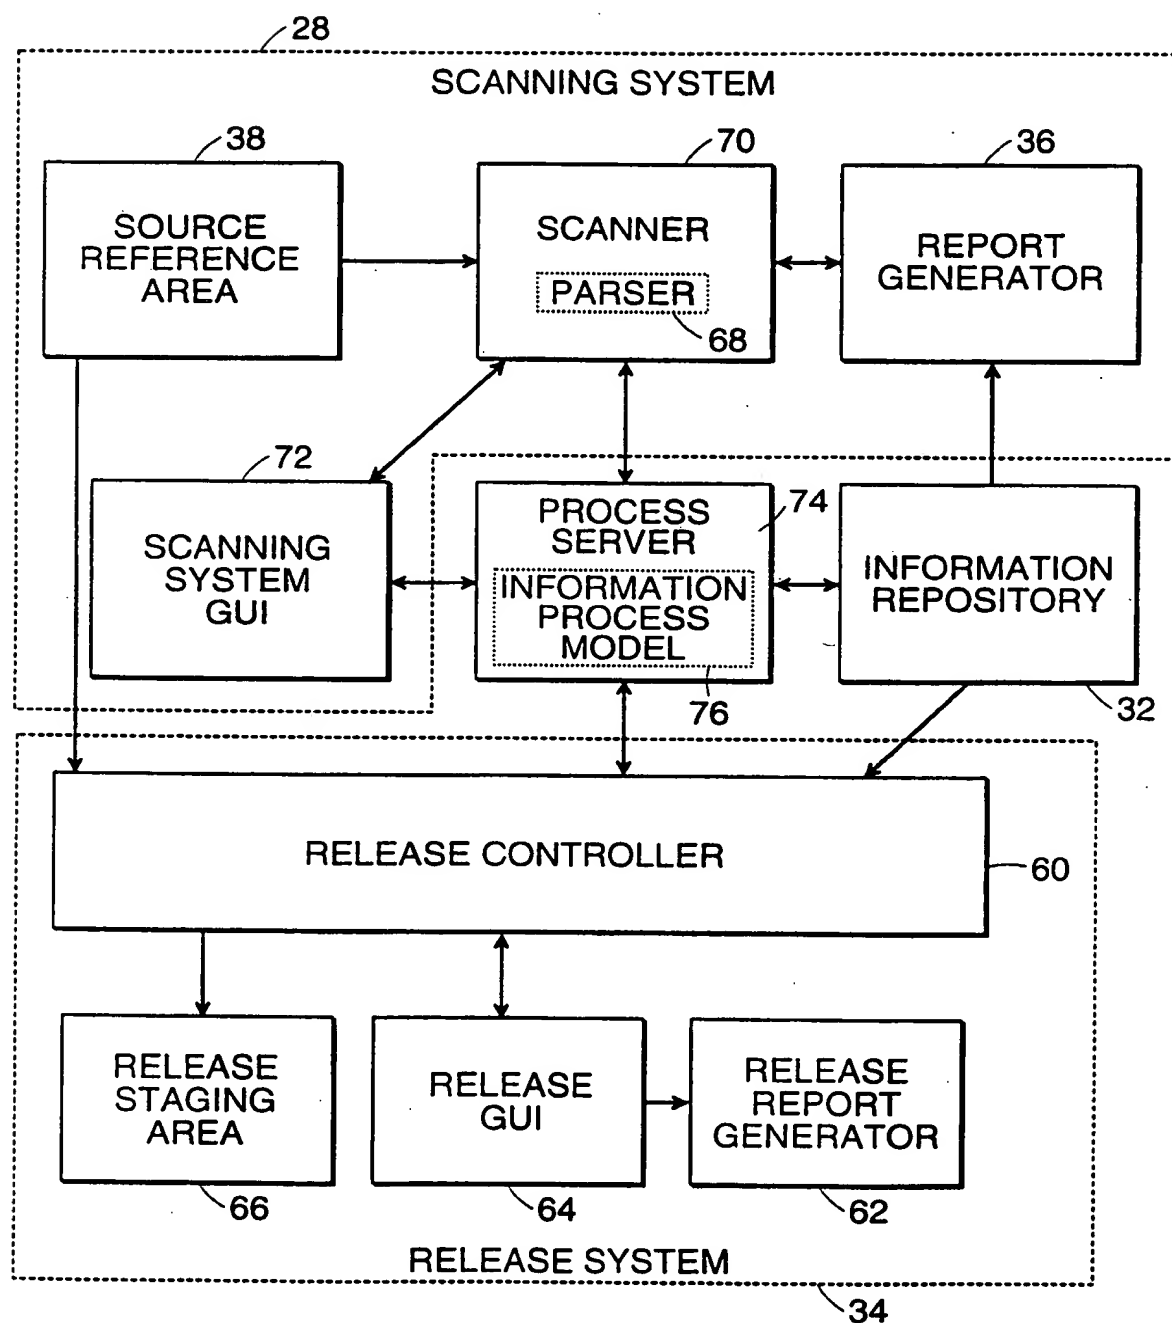 28
SCANNING SYSTEM
38
70
36
SOURCE
REFERENCE
AREA
SCANNER
PARSER
68
REPORT
GENERATOR
72
SCANNING
SYSTEM
GUI
PROCESS
SERVER
74
INFORMATION
PROCESS
MODEL
76
INFORMATION
REPOSITORY
32
RELEASE CONTROLLER
60
RELEASE
STAGING
AREA
66
RELEASE
GUI
64
RELEASE
REPORT
GENERATOR
62
RELEASE SYSTEM
34